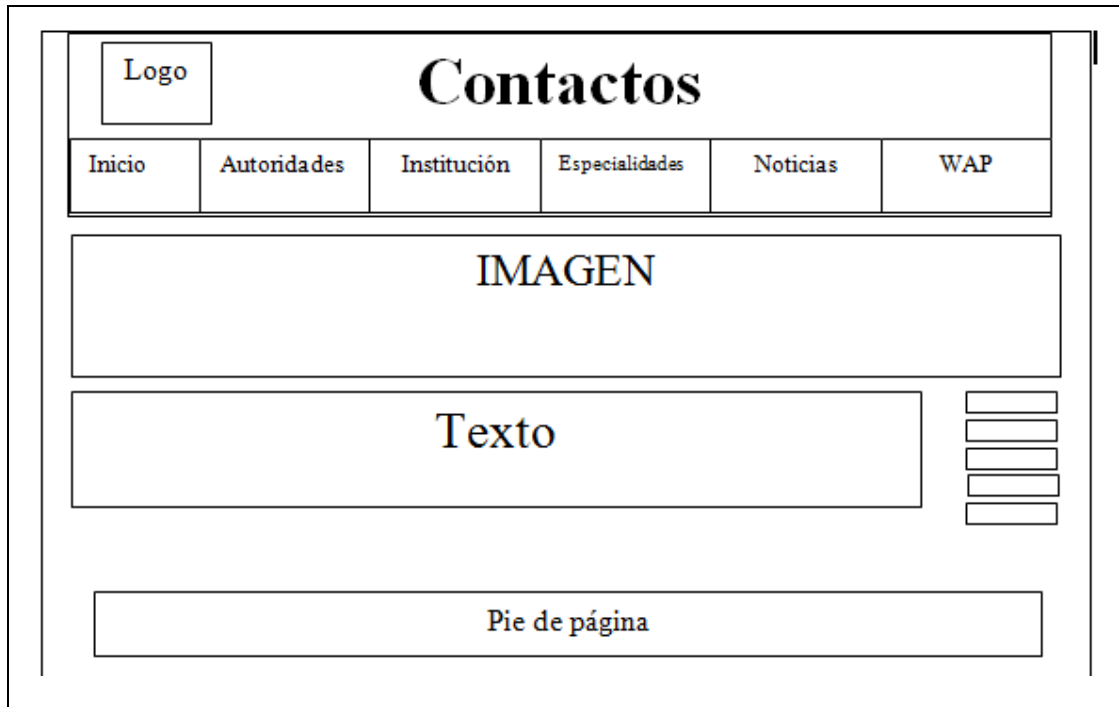 Logo
Contactos
Inicio Autoridades Institución Especialidades Noticias WAP
IMAGEN
Texto
Pie de página